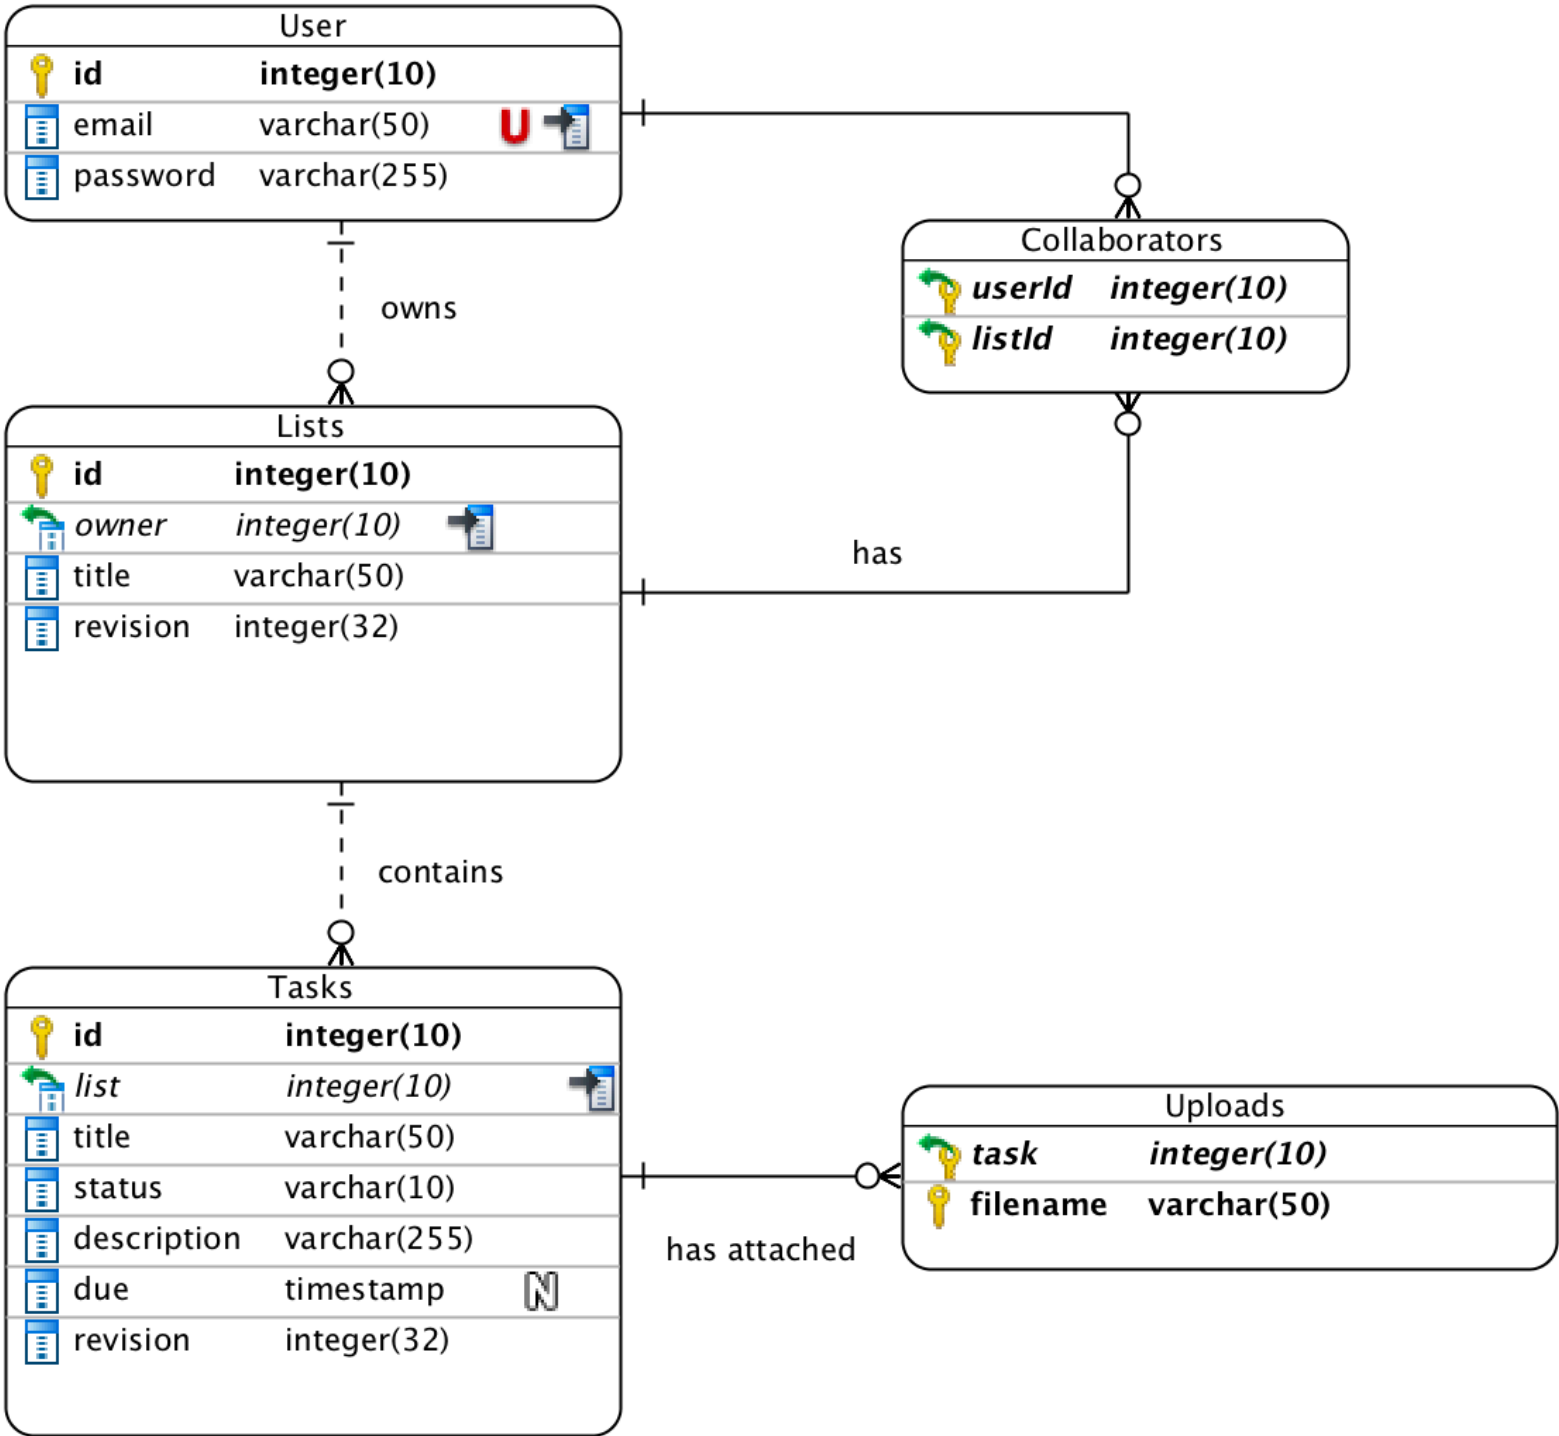 User
id integer(10)
email varchar(50) U
password varchar(255)
owns
Collaborators
userId integer(10)
listId integer(10)
Lists
id integer(10)
owner integer(10)
title varchar(50)
revision integer(32)
has
contains
Tasks
id integer(10)
list integer(10)
title varchar(50)
status varchar(10)
description varchar(255)
due timestamp N
revision integer(32)
has attached
Uploads
task integer(10)
filename varchar(50)